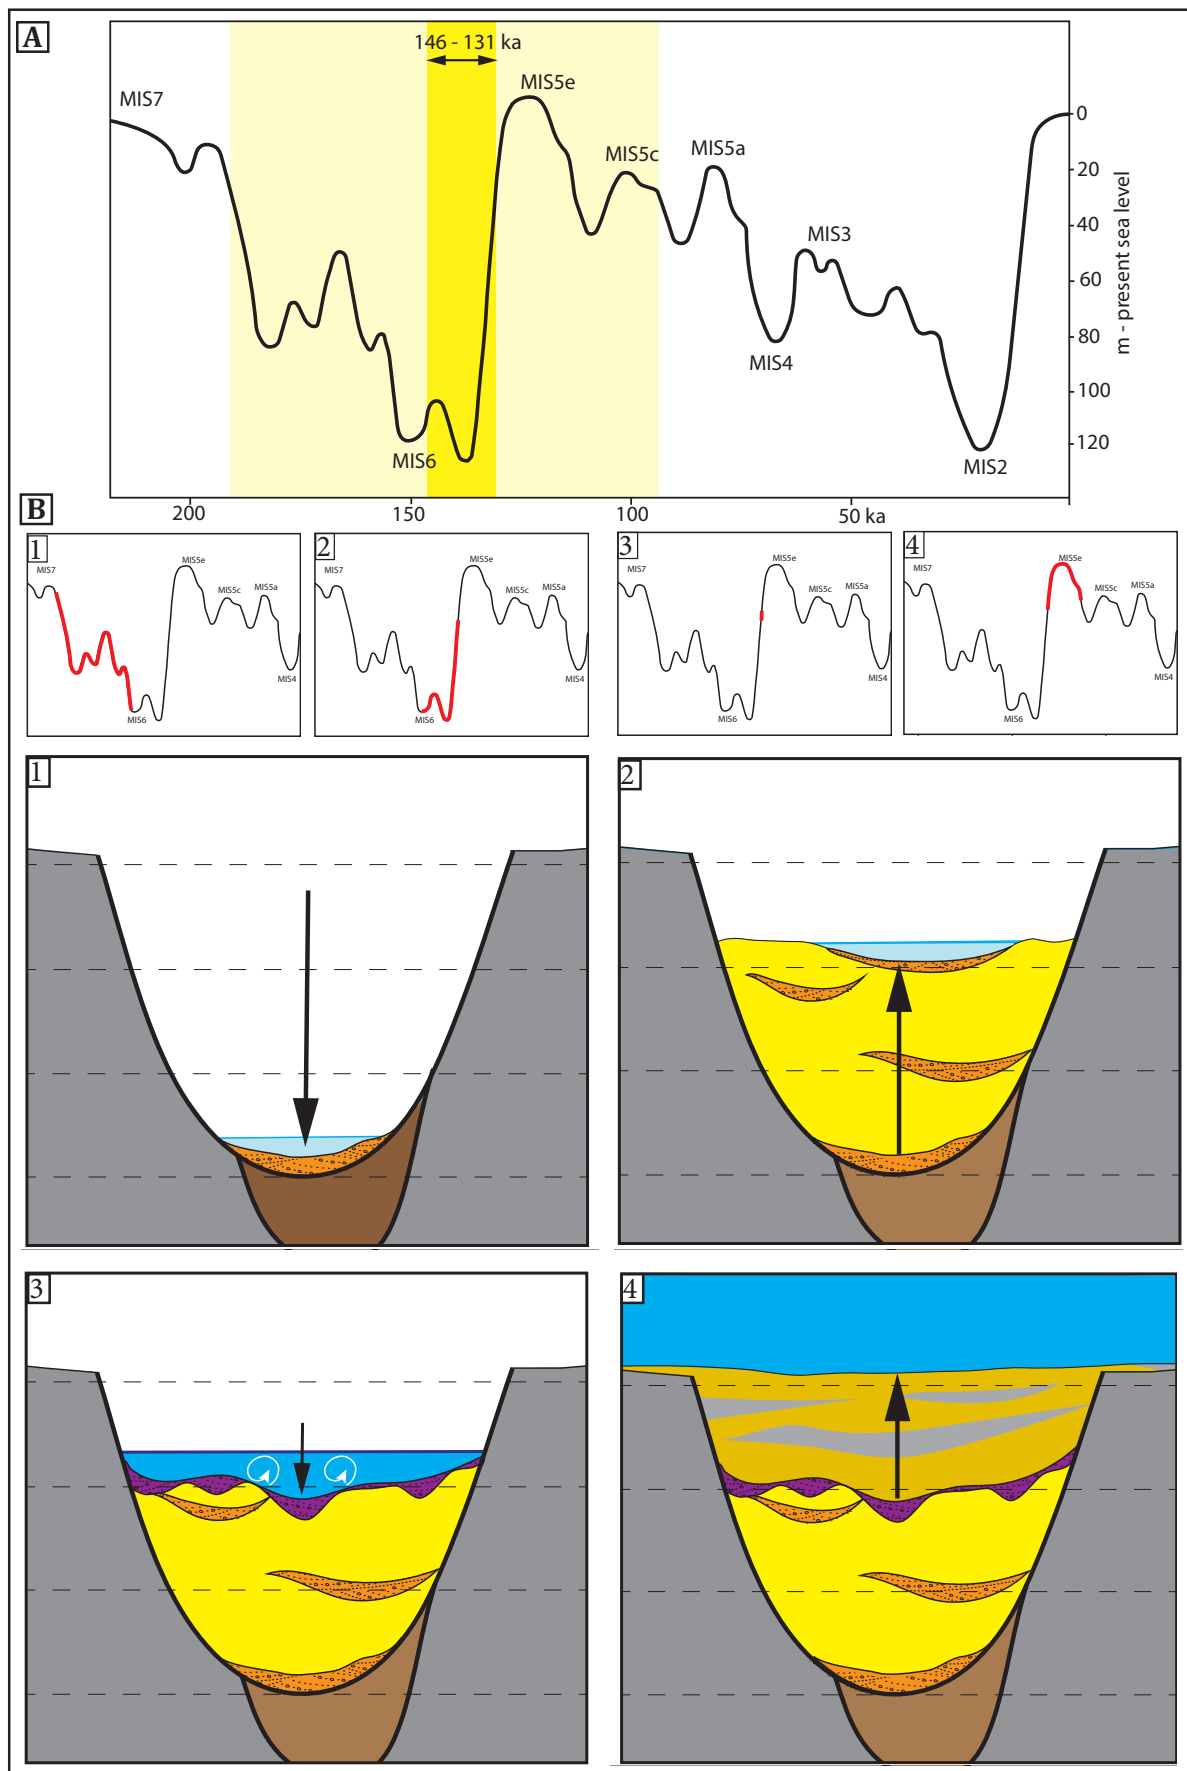 A
146 - 131 ka
MIS7
MIS5e
MIS5c
MIS5a
MIS3
MIS4
MIS6
MIS2
0
20
40
60
80
100
120
m - present sea level
200
150
100
50 ka
B
1
MIS7
MIS5e
MIS5c
MIS5a
MIS4
MIS6
2
MIS7
MIS5e
MIS5c
MIS5a
MIS4
MIS6
3
MIS7
MIS5e
MIS5c
MIS5a
MIS4
MIS6
4
MIS7
MIS5e
MIS5c
MIS5a
MIS4
MIS6
1
2
3
4